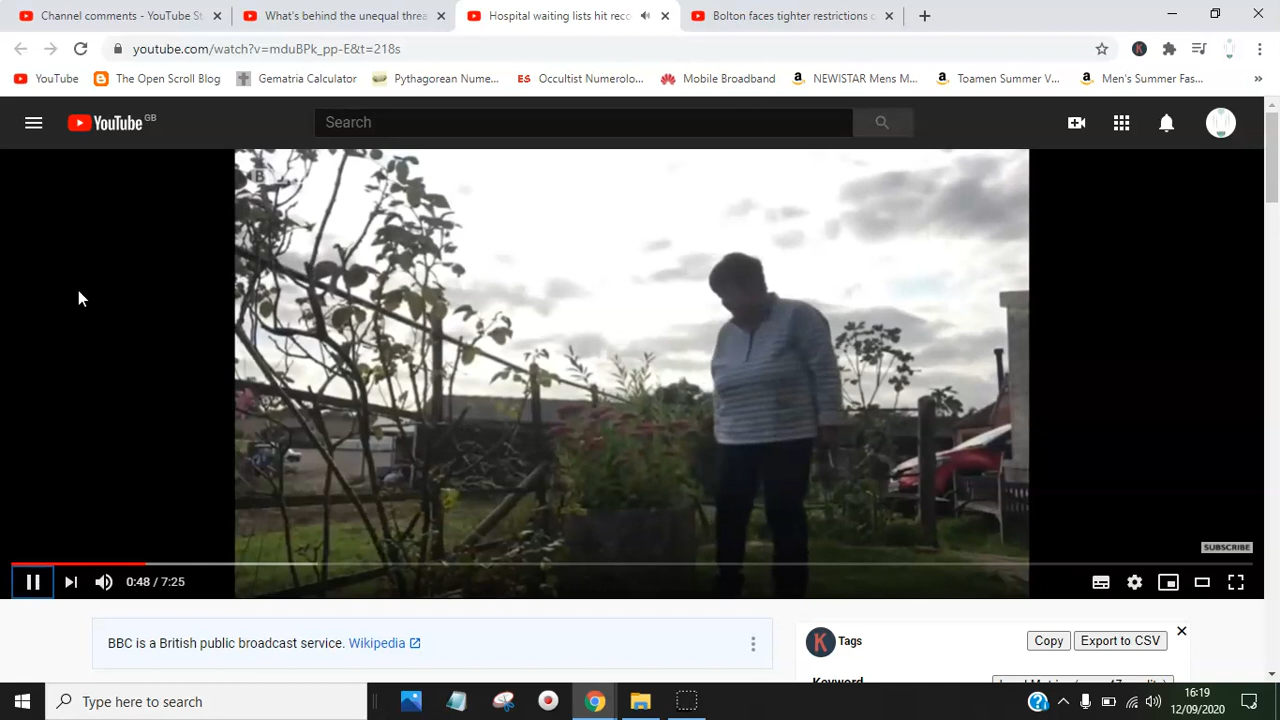 Channel comments - YouTube St
What's behind the unequal threa
Hospital waiting lists hit reco
Bolton faces tighter restrictions o
youtube.com/watch?v=mduBPk_pp-E&t=218s
YouTube
The Open Scroll Blog
Gematria Calculator
Pythagorean Nume...
ES Occultist Numerolo...
Mobile Broadband
NEWISTAR Mens M...
Toamen Summer V...
Men's Summer Fas...
YouTube GB
Search
B
SUBSCRIBE
0:48 / 7:25
BBC is a British public broadcast service. Wikipedia
K Tags
Copy
Export to CSV
Keyword
Type here to search
16:19
12/09/2020